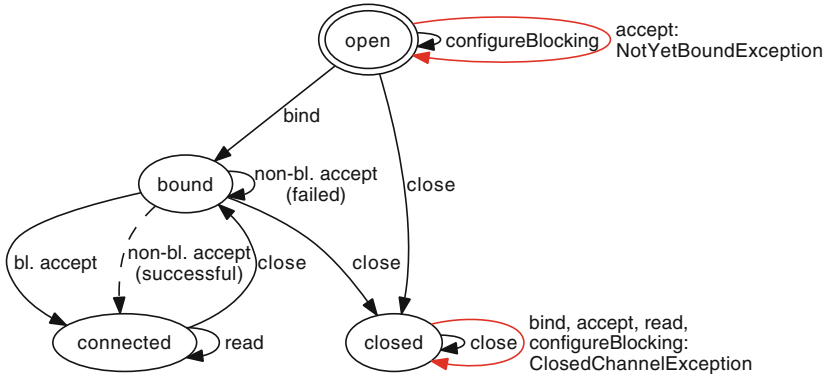 open
configureBlocking
accept:
NotYetBoundException
bind
bound
non-bl. accept
(failed)
close
bl. accept
non-bl. accept
(successful)
close
close
connected
read
closed
close
bind, accept, read,
configureBlocking:
ClosedChannelException